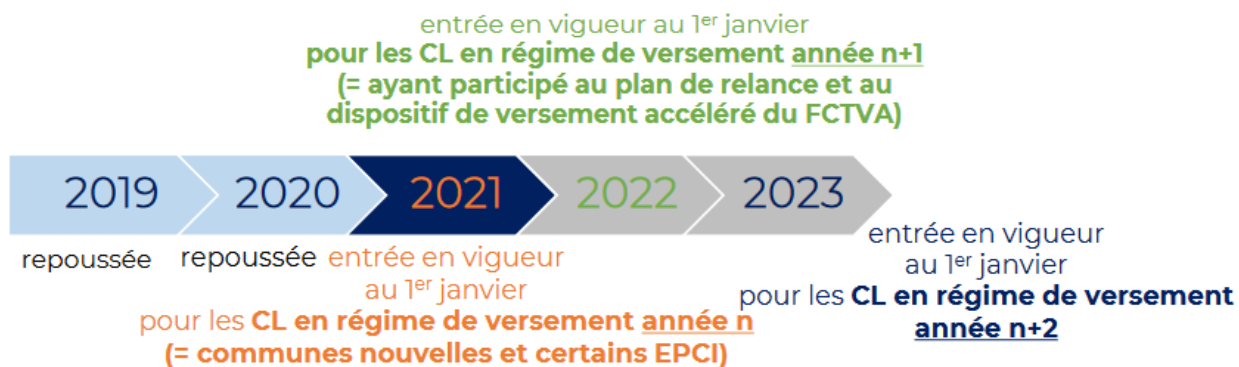 entrée en vigueur au 1er janvier
pour les CL en régime de versement année n+1
(= ayant participé au plan de relance et au
dispositif de versement accéléré du FCTVA)
2019
2020
2021
2022
2023
repoussée
repoussée
entrée en vigueur
au 1er janvier
pour les CL en régime de versement année n
(= communes nouvelles et certains EPCI)
entrée en vigueur
au 1er janvier
pour les CL en régime de versement
année n+2